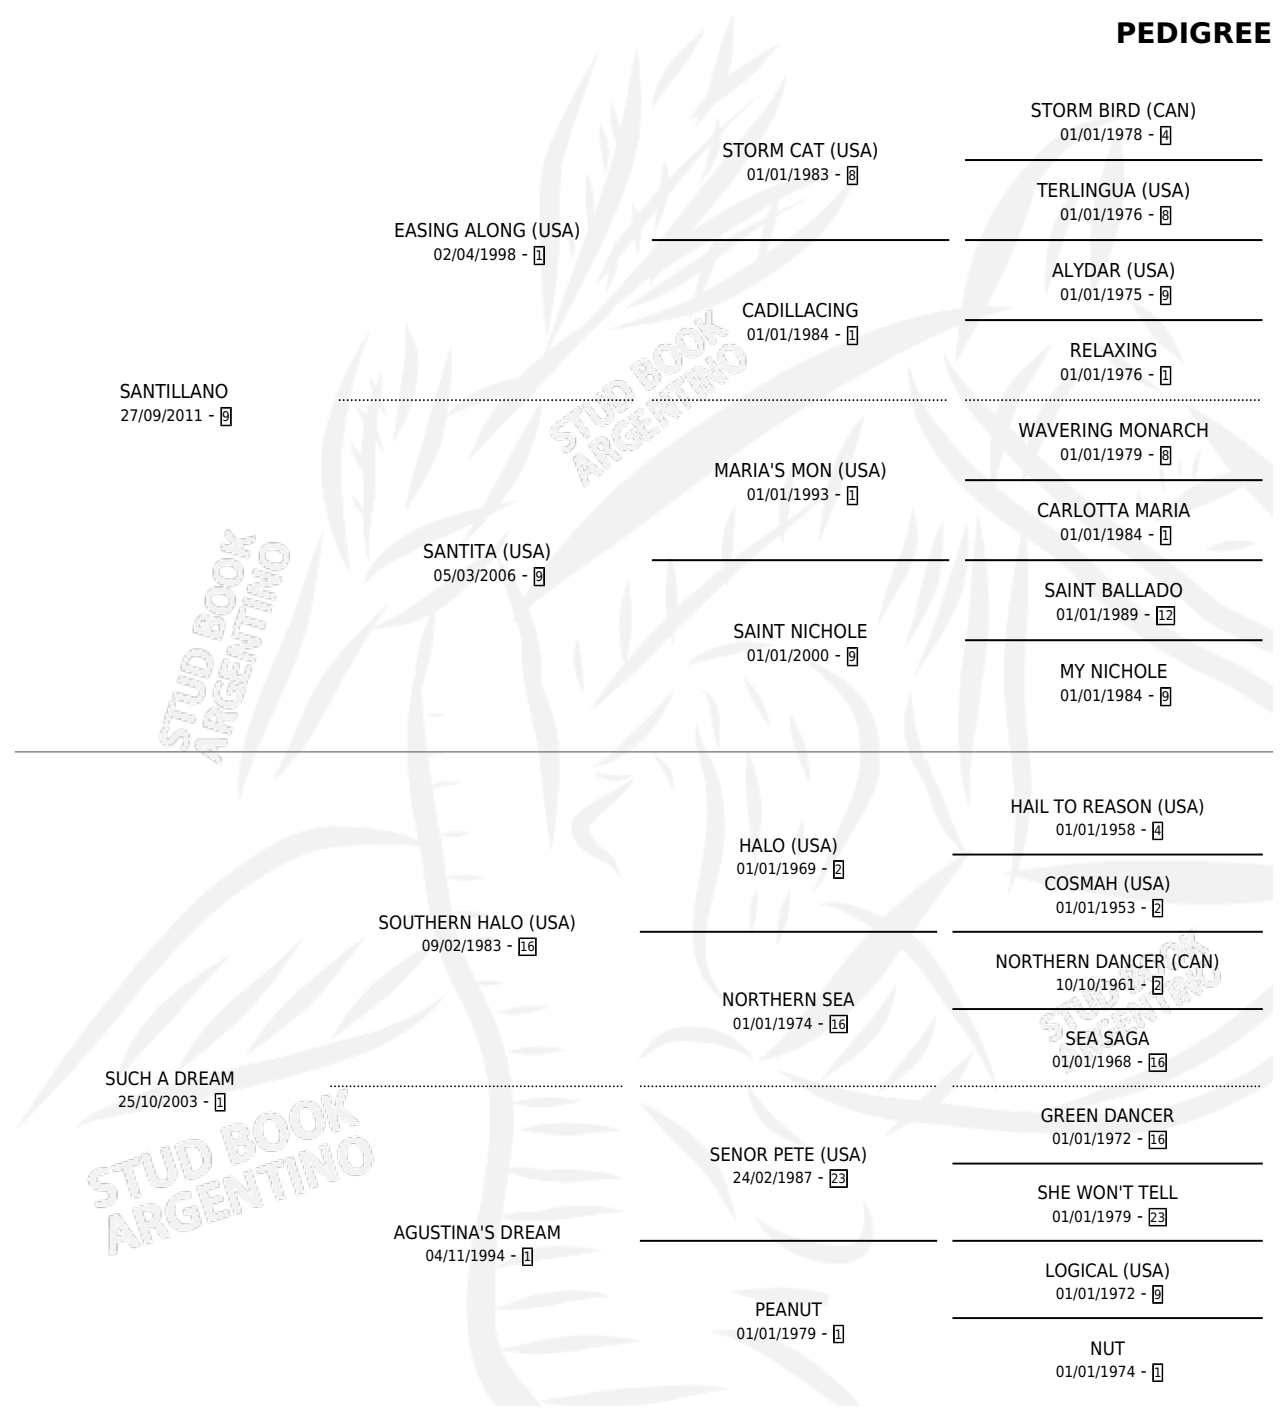 PEDIGREE
STORM BIRD (CAN)
01/01/1978 - 4
STORM CAT (USA)
01/01/1983 - 8
TERLINGUA (USA)
01/01/1976 - 8
EASING ALONG (USA)
02/04/1998 - 1
ALYDAR (USA)
01/01/1975 - 9
CADILLACING
01/01/1984 - 1
RELAXING
01/01/1976 - 1
SANTILLANO
27/09/2011 - 9
STUD BOOK
ARGENTINO
WAVERING MONARCH
01/01/1979 - 8
MARIA'S MON (USA)
01/01/1993 - 1
CARLOTTA MARIA
01/01/1984 - 1
SANTITA (USA)
05/03/2006 - 9
SAINT BALLADO
01/01/1989 - 12
SAINT NICHOLE
01/01/2000 - 9
MY NICHOLE
01/01/1984 - 9
STUD BOOK
ARGENTINO
HAIL TO REASON (USA)
01/01/1958 - 4
HALO (USA)
01/01/1969 - 2
COSMAH (USA)
01/01/1953 - 2
SOUTHERN HALO (USA)
09/02/1983 - 16
NORTHERN DANCER (CAN)
10/10/1961 - 2
NORTHERN SEA
01/01/1974 - 16
STUD BOOK
ARGENTINO
SEA SAGA
01/01/1968 - 16
SUCH A DREAM
25/10/2003 - 1
GREEN DANCER
01/01/1972 - 16
SENOR PETE (USA)
24/02/1987 - 23
SHE WON'T TELL
01/01/1979 - 23
STUD BOOK
ARGENTINO
AGUSTINA'S DREAM
04/11/1994 - 1
LOGICAL (USA)
01/01/1972 - 9
PEANUT
01/01/1979 - 1
NUT
01/01/1974 - 1